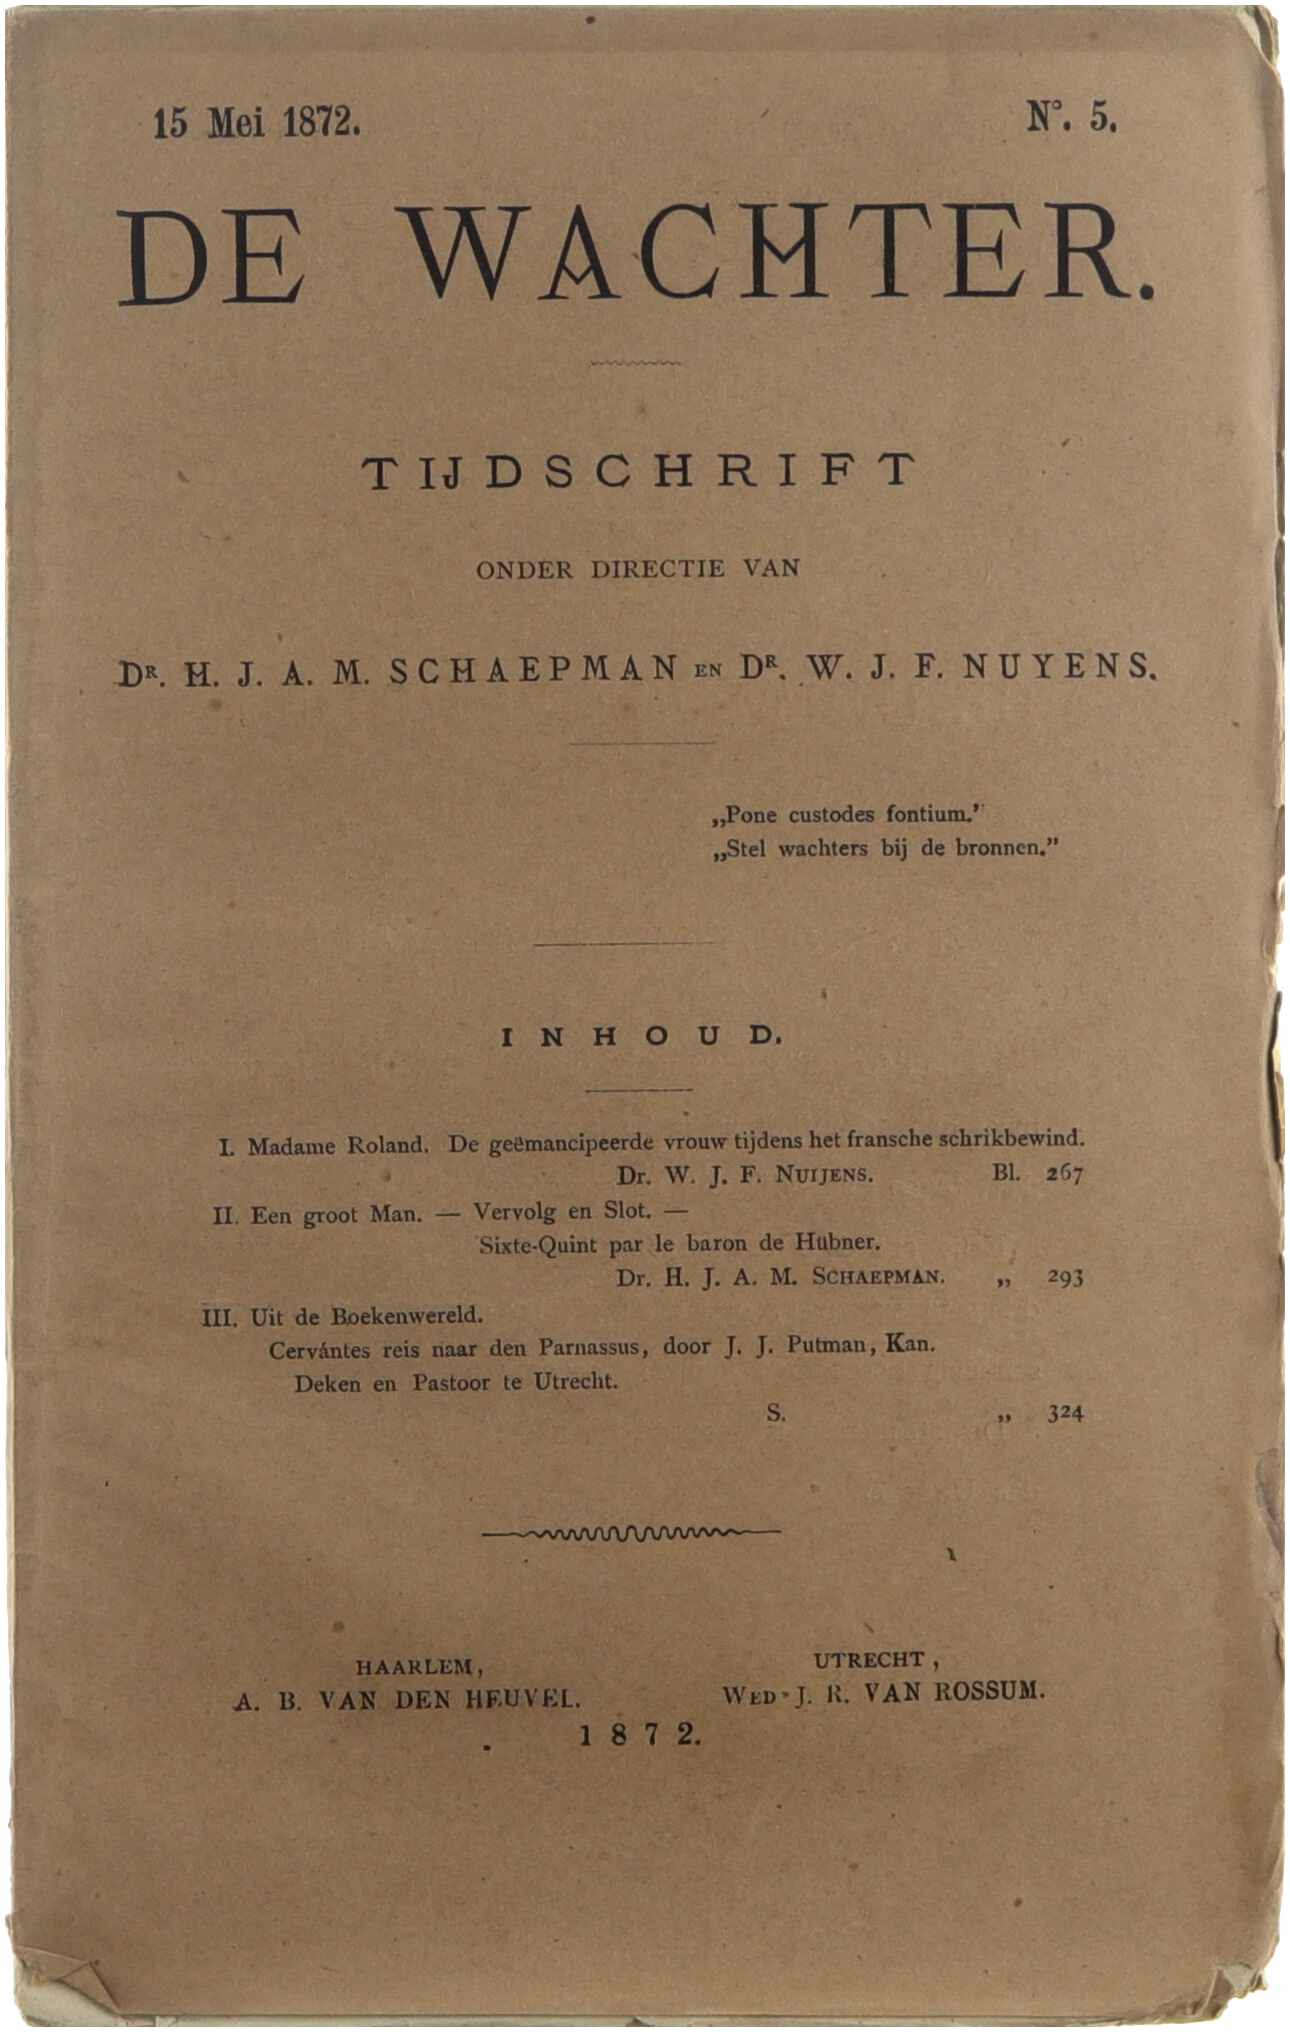 15 Mei 1872. N°. 5.
DE WACHTER.
TIJDSCHRIFT
ONDER DIRECTIE VAN
DR. H. J. A. M. SCHAEPMAN EN DR. W. J. F. NUYENS.
„Pone custodes fontium.”
„Stel wachters bij de bronnen.”
INHOUD.
I. Madame Roland. De geëmancipeerde vrouw tijdens het fransche schrikbewind.
Dr. W. J. F. NUIJENS. Bl. 267
II. Een groot Man. — Vervolg en Slot. —
Sixte-Quint par le baron de Hübner.
Dr. H. J. A. M. SCHAEPMAN. „ 293
III. Uit de Boekenwereld.
Cervántes reis naar den Parnassus, door J. J. Putman, Kan.
Deken en Pastoor te Utrecht.
S. „ 324
HAARLEM, UTRECHT,
A. B. VAN DEN HEUVEL. WED. J. R. VAN ROSSUM.
1872.